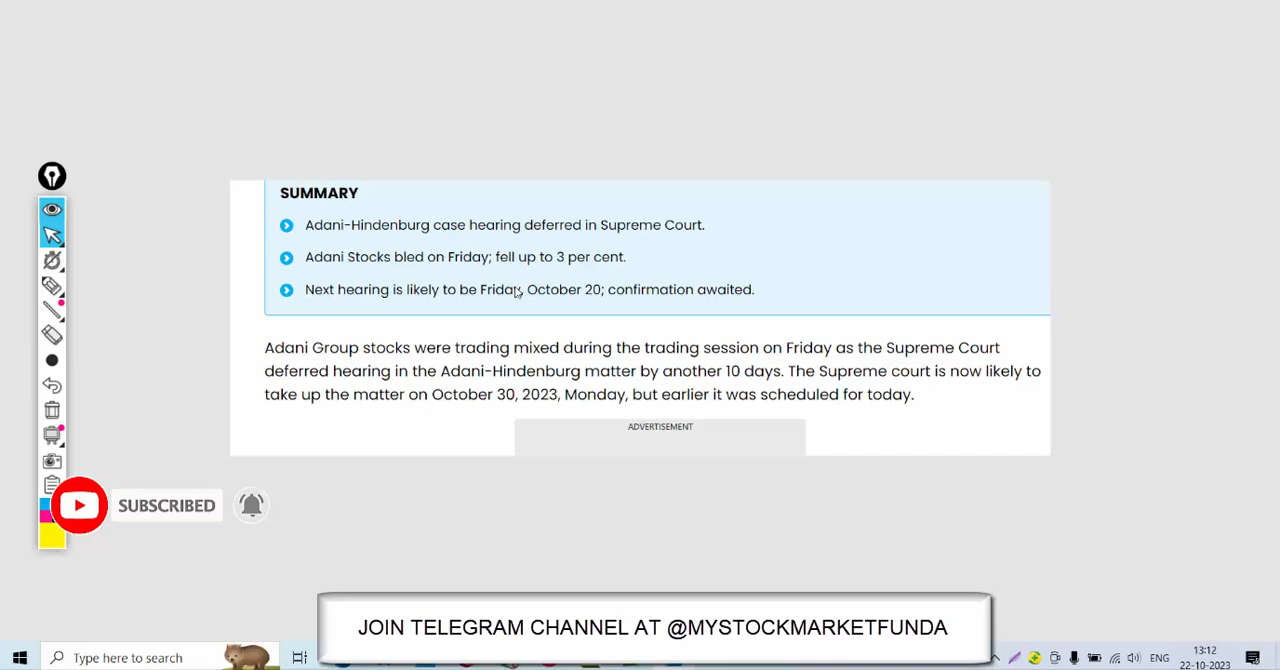 SUMMARY
Adani-Hindenburg case hearing deferred in Supreme Court.
Adani Stocks bled on Friday; fell up to 3 per cent.
Next hearing is likely to be Friday, October 20; confirmation awaited.
Adani Group stocks were trading mixed during the trading session on Friday as the Supreme Court
deferred hearing in the Adani-Hindenburg matter by another 10 days. The Supreme court is now likely to
take up the matter on October 30, 2023, Monday, but earlier it was scheduled for today.
ADVERTISEMENT
SUBSCRIBED
JOIN TELEGRAM CHANNEL AT @MYSTOCKMARKETFUNDA
Type here to search
ENG
13:12
22-10-2023